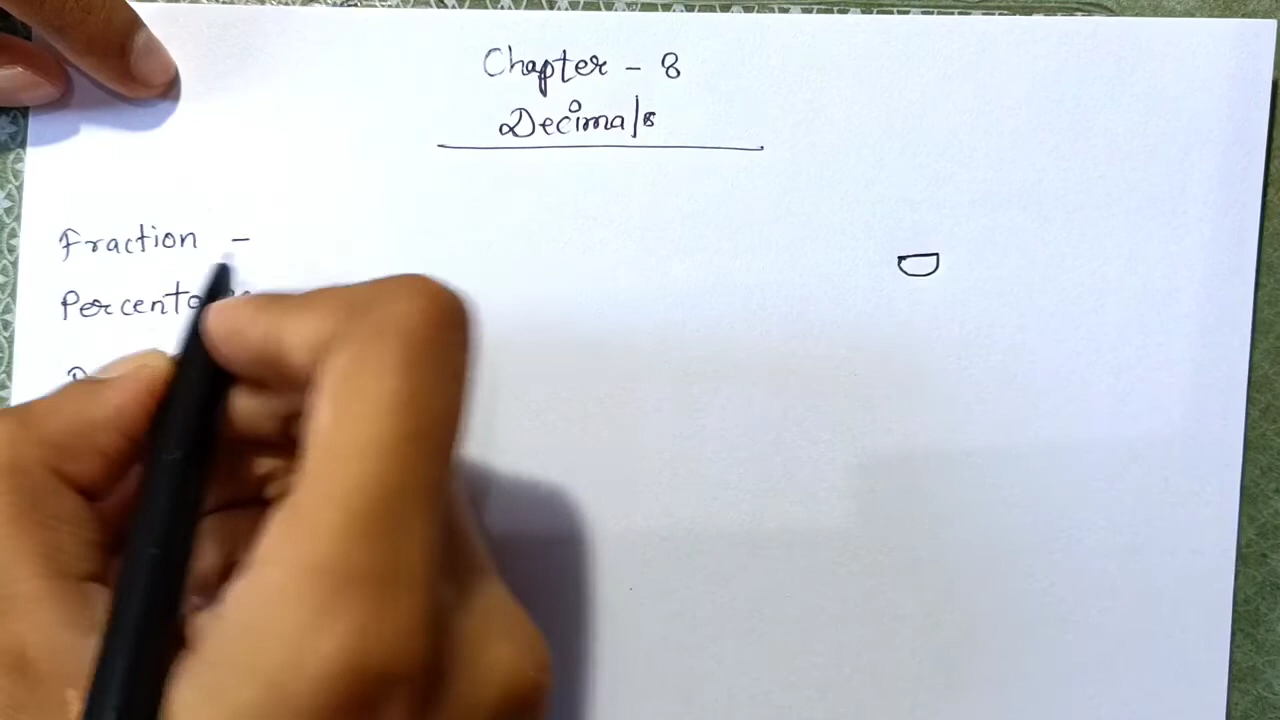 Chapter - 8
Decimals
Fraction -